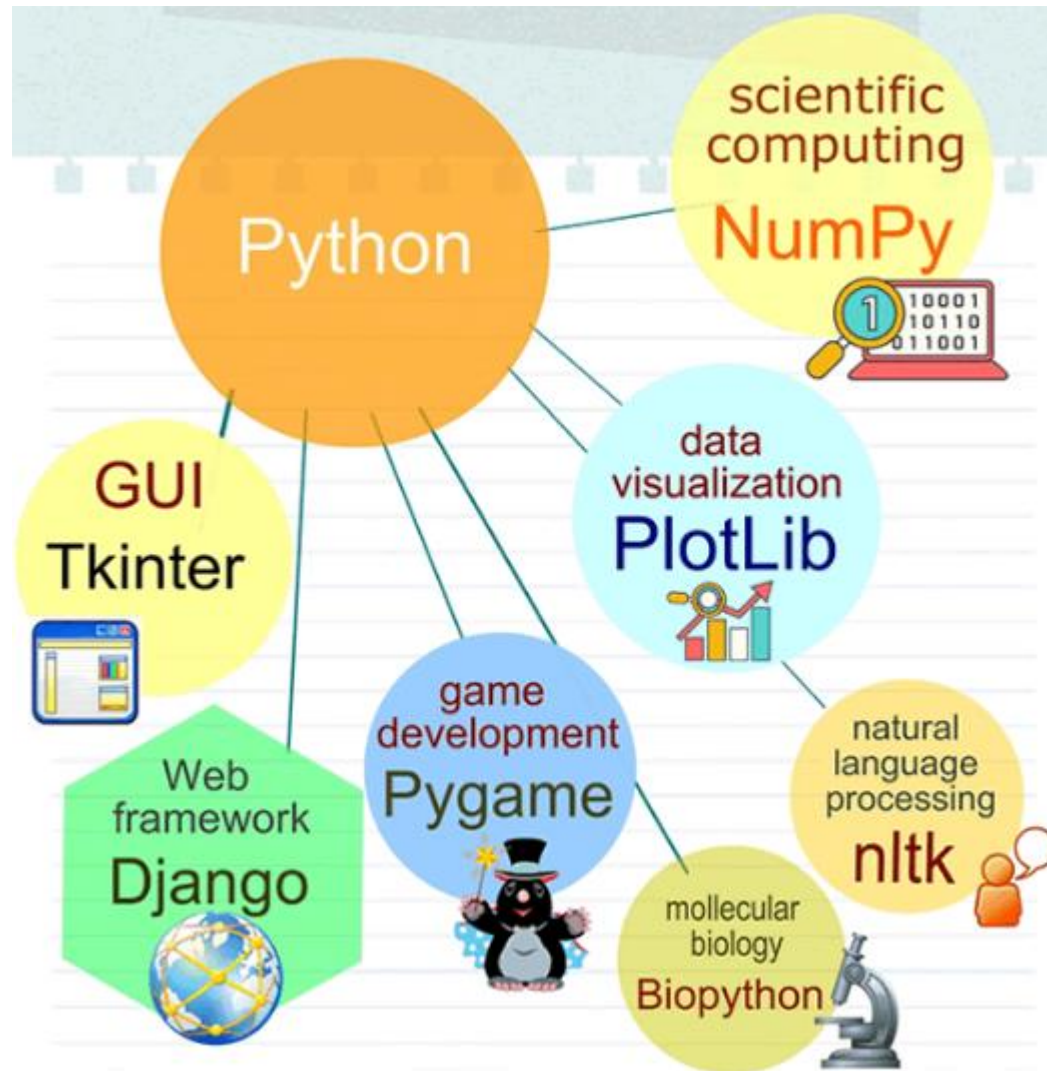 Python
scientific
computing
NumPy
1
10001
10110
011001
GUI
Tkinter
data
visualization
PlotLib
Web
framework
Django
game
development
Pygame
natural
language
processing
nltk
mollecular
biology
Biopython